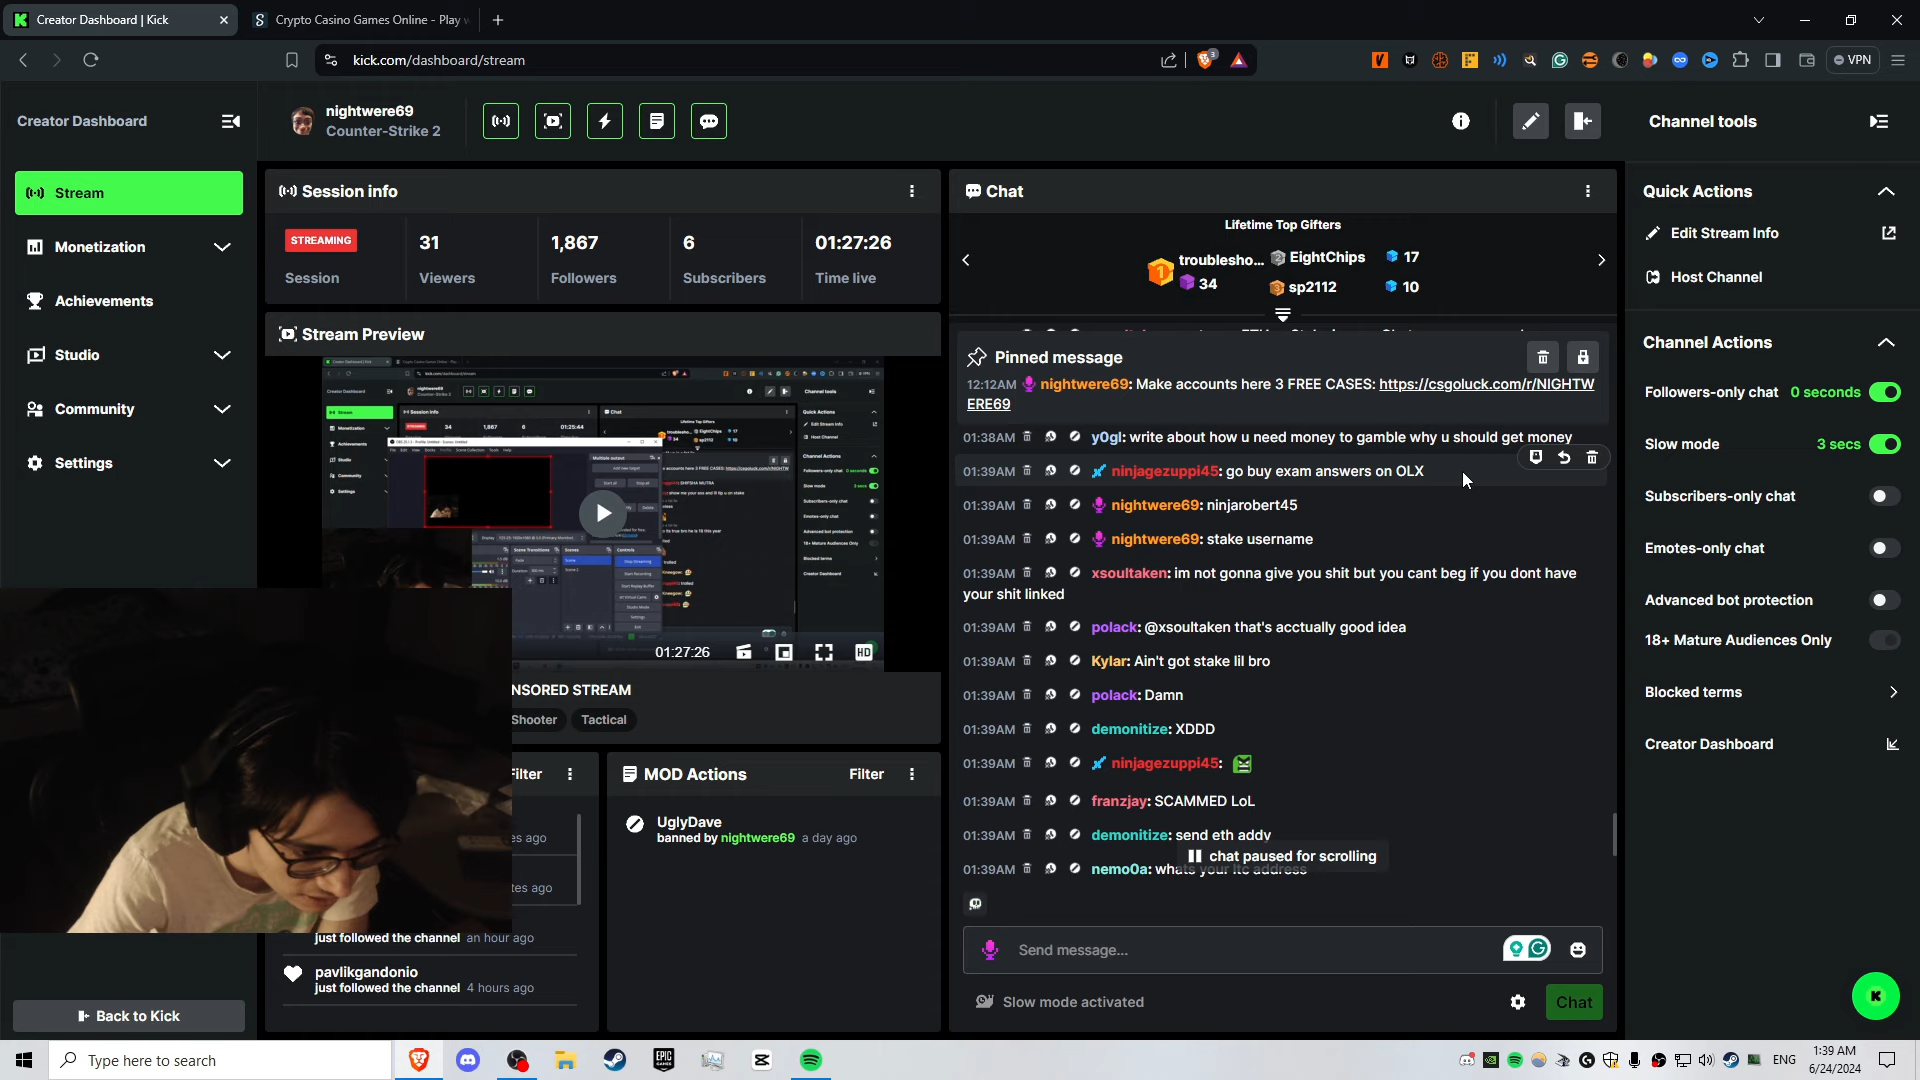 Creator Dashboard | Kick
Crypto Casino Games Online - Play
kick.com/dashboard/stream
VPN
Creator Dashboard
nightwere69
Counter-Strike 2
Channel tools
Stream
Monetization
Achievements
Studio
Community
Settings
Back to Kick
Session info
STREAMING
Session
31
Viewers
1,867
Followers
6
Subscribers
01:27:26
Time live
Stream Preview
01:27:26
HD
NSORED STREAM
Shooter
Tactical
Filter
es ago
tes ago
just followed the channel an hour ago
pavlikgandonio
just followed the channel 4 hours ago
MOD Actions
Filter
UglyDave
banned by nightwere69 a day ago
Chat
Lifetime Top Gifters
1 troublesho... 34
2 EightChips 17
3 sp2112 10
Pinned message
12:12AM nightwere69: Make accounts here 3 FREE CASES: https://csgoluck.com/r/NIGHTW
ERE69
01:38AM y0gl: write about how u need money to gamble why u should get money
01:39AM ninjagezuppi45: go buy exam answers on OLX
01:39AM nightwere69: ninjarobert45
01:39AM nightwere69: stake username
01:39AM xsoultaken: im not gonna give you shit but you cant beg if you dont have
your shit linked
01:39AM polack: @xsoultaken that's acctually good idea
01:39AM Kylar: Ain't got stake lil bro
01:39AM polack: Damn
01:39AM demonitize: XDDD
01:39AM ninjagezuppi45:
01:39AM franzjay: SCAMMED LoL
01:39AM demonitize: send eth addy
chat paused for scrolling
01:39AM nemo0a: whats your ltc address
Send message...
Slow mode activated
Chat
Quick Actions
Edit Stream Info
Host Channel
Channel Actions
Followers-only chat 0 seconds
Slow mode 3 secs
Subscribers-only chat
Emotes-only chat
Advanced bot protection
18+ Mature Audiences Only
Blocked terms
Creator Dashboard
Type here to search
ENG
1:39 AM
6/24/2024